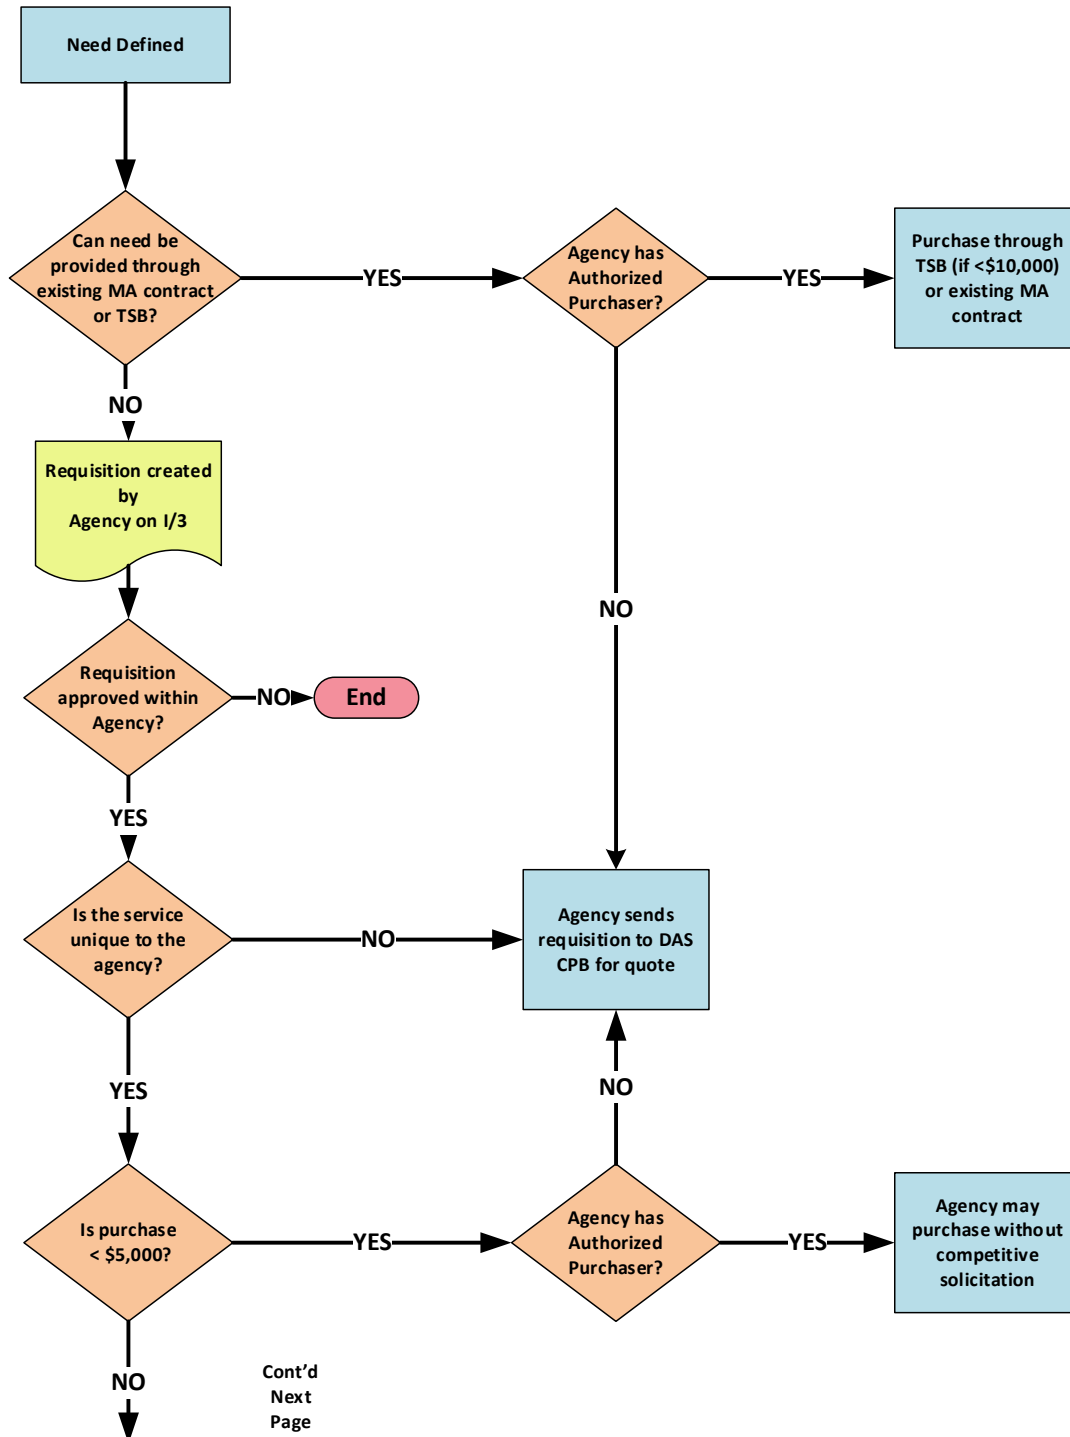 Need Defined
Can need be
provided through
existing MA contract
or TSB?
YES
Agency has
Authorized
Purchaser?
YES
Purchase through
TSB (if <$10,000)
or existing MA
contract
NO
Requisition created
by
Agency on I/3
NO
Requisition
approved within
Agency?
NO
End
YES
Is the service
unique to the
agency?
NO
Agency sends
requisition to DAS
CPB for quote
YES
NO
Is purchase
< $5,000?
YES
Agency has
Authorized
Purchaser?
YES
Agency may
purchase without
competitive
solicitation
NO
Cont'd
Next
Page